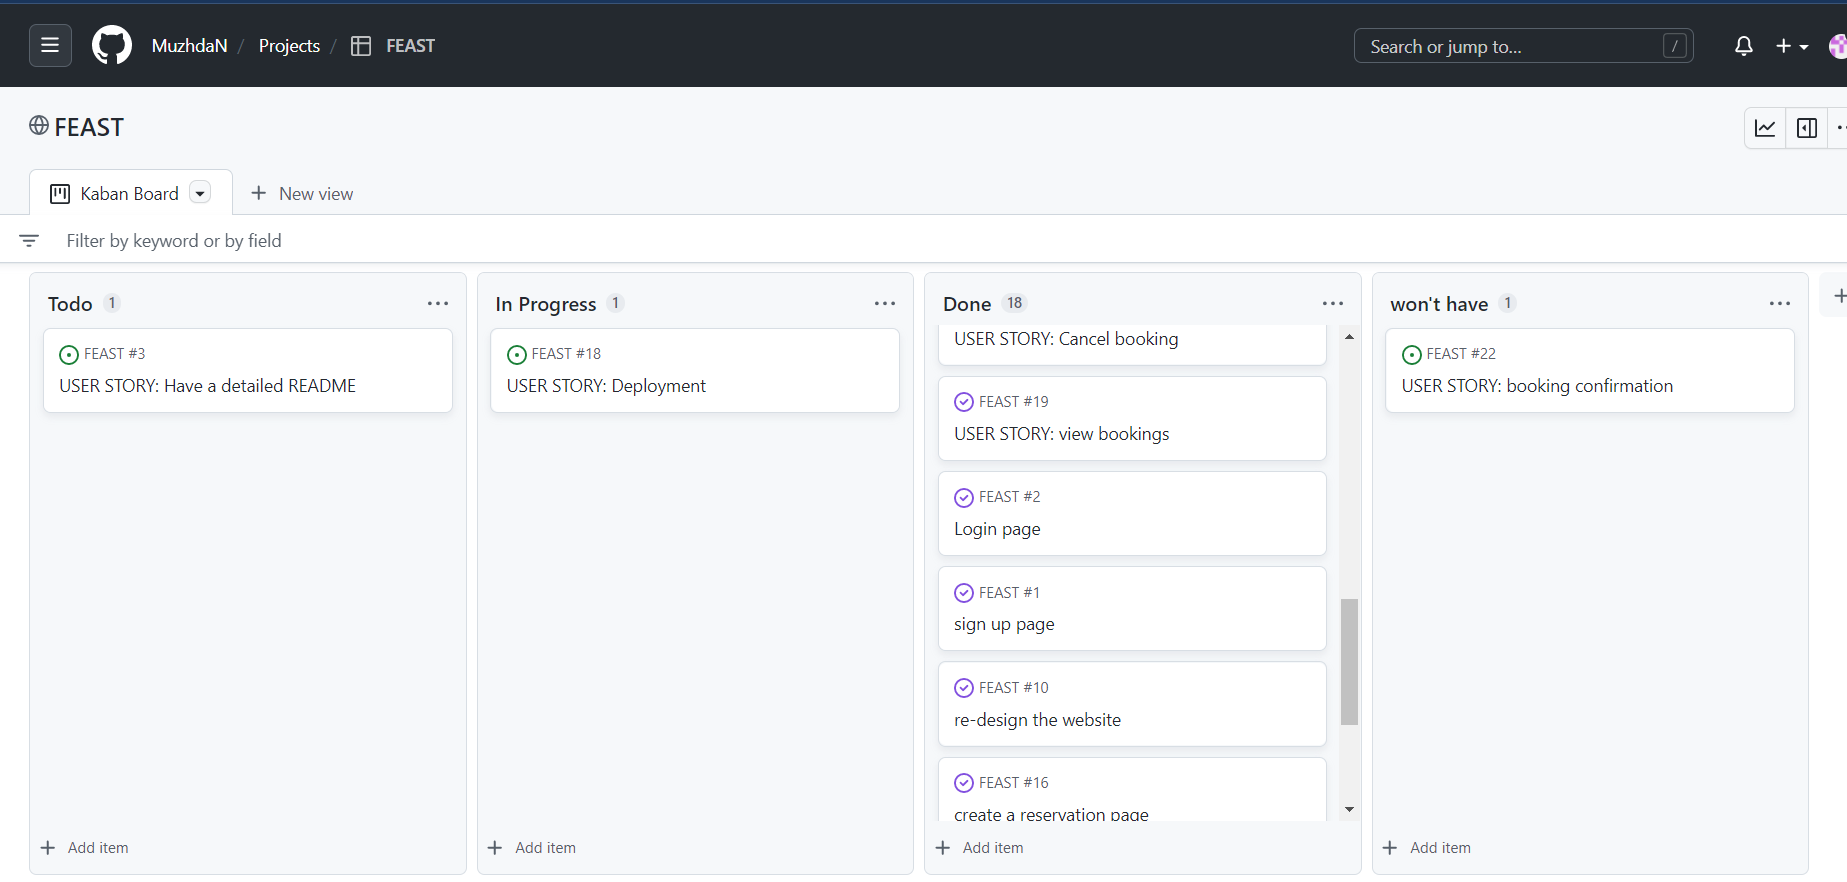 MuzhdaN / Projects / FEAST
Search or jump to... /
FEAST
Kaban Board
New view
Filter by keyword or by field
Todo 1
FEAST #3
USER STORY: Have a detailed README
Add item
In Progress 1
FEAST #18
USER STORY: Deployment
Add item
Done 18
USER STORY: Cancel booking
FEAST #19
USER STORY: view bookings
FEAST #2
Login page
FEAST #1
sign up page
FEAST #10
re-design the website
FEAST #16
create a reservation page
Add item
won't have 1
FEAST #22
USER STORY: booking confirmation
Add item